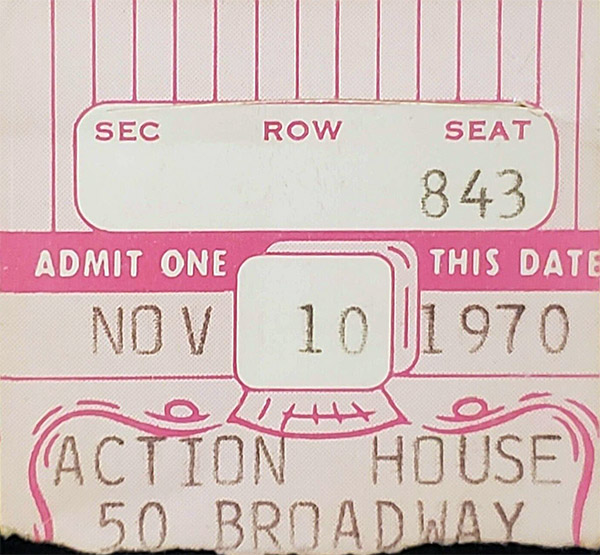 SEC ROW SEAT
843
ADMIT ONE THIS DATE
NOV 10 1970
ACTION HOUSE
50 BROADWAY